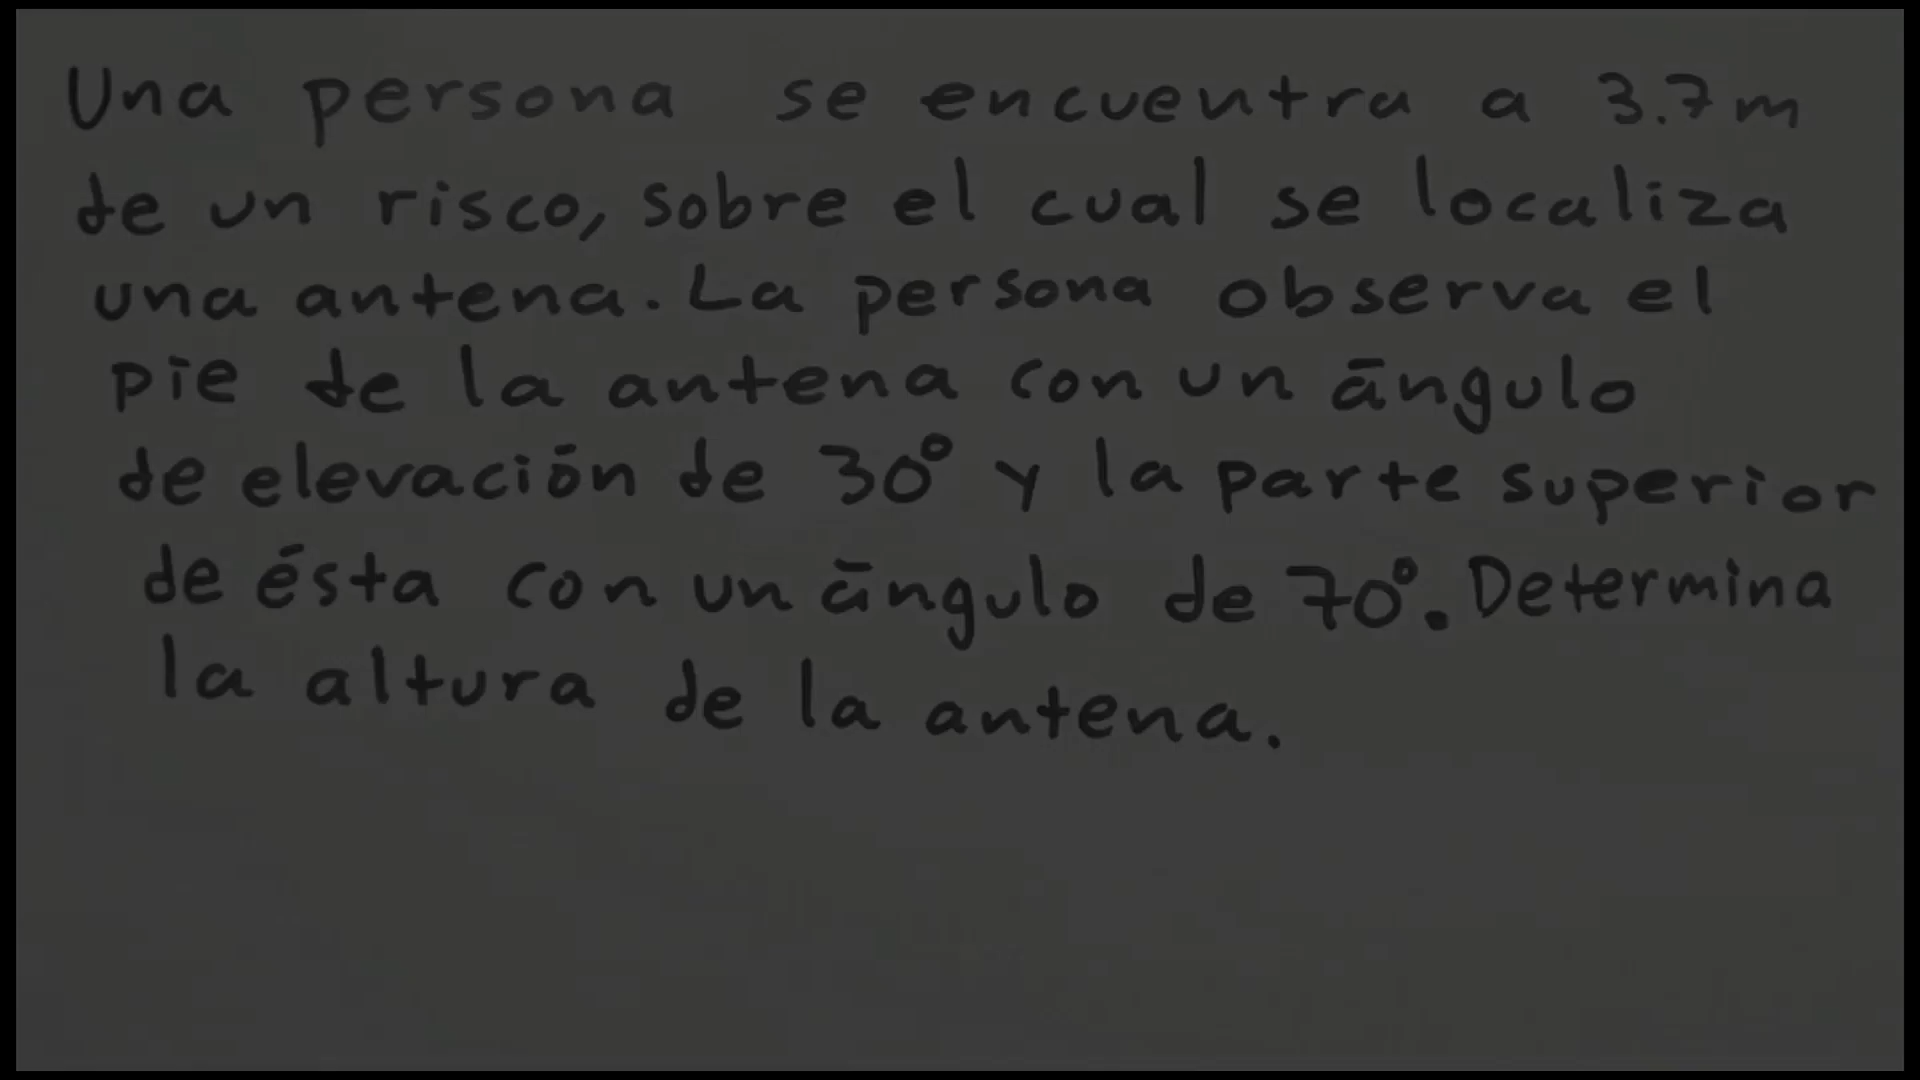 Una persona se encuentra a 3.7m
de un risco, sobre el cual se localiza
una antena. La persona observa el
pie de la antena con un ángulo
de elevación de 30° y la parte superior
de ésta con un ángulo de 70°. Determina
la altura de la antena.